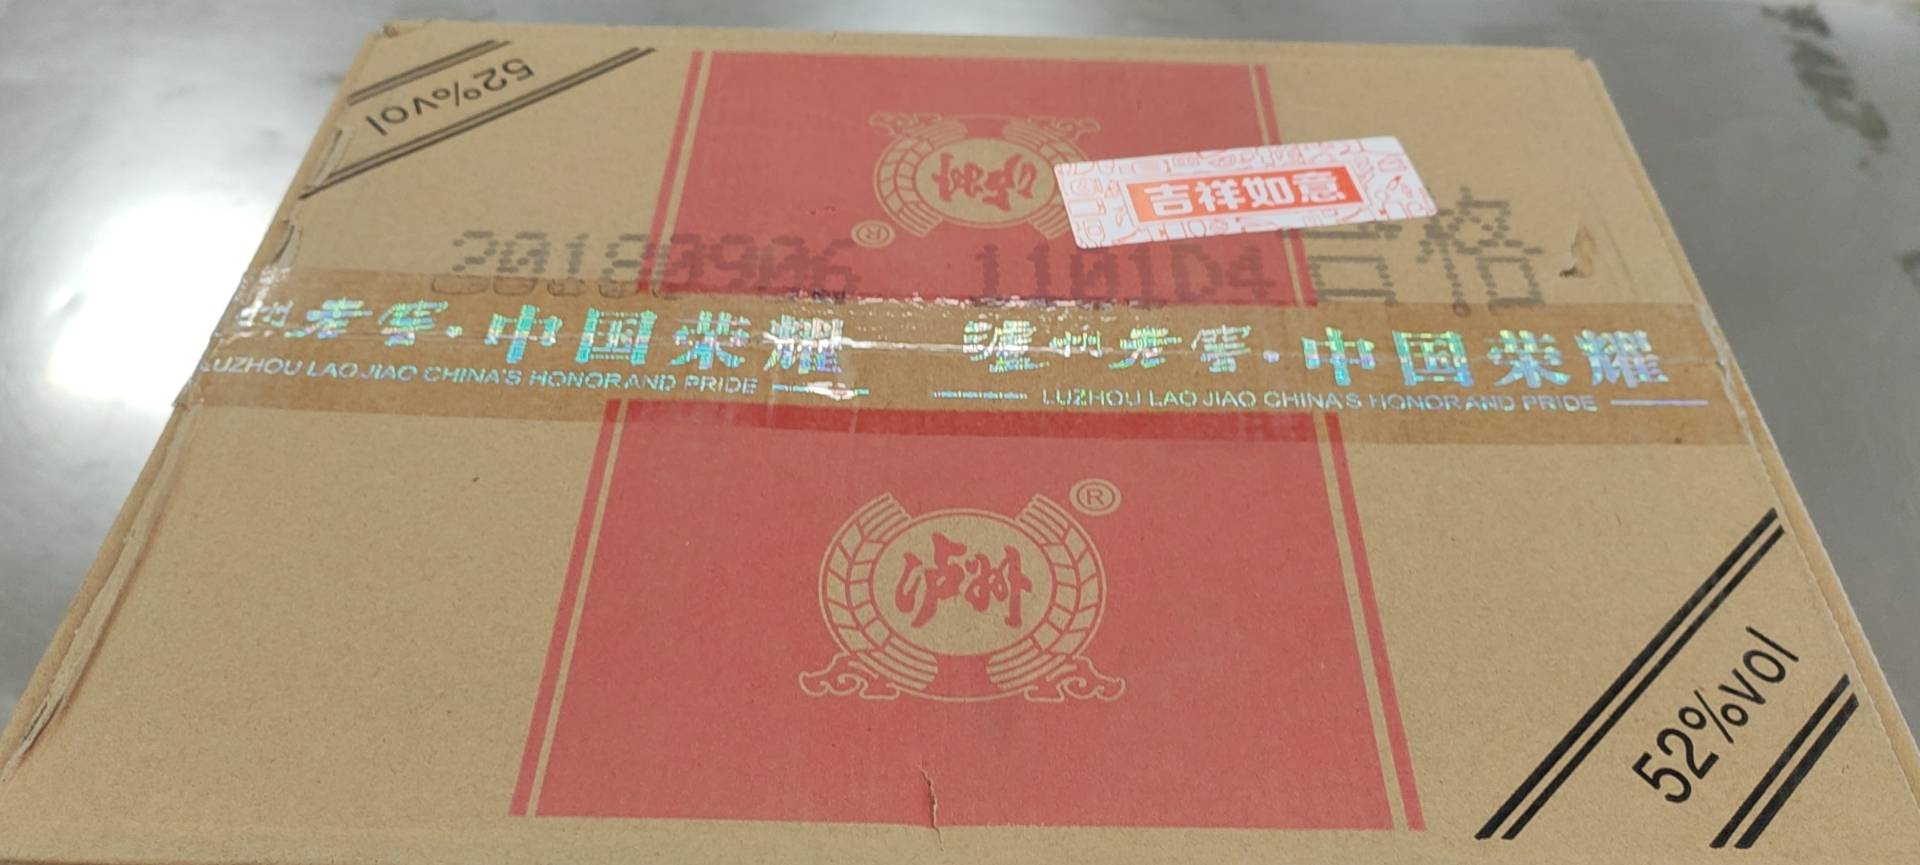 52%vol
泸州
®
吉祥如意
20180906 1101D4 合格
老窖·中国荣耀 泸州老窖·中国荣耀
LUZHOU LAO JIAO CHINA'S HONOR AND PRIDE LUZHOU LAO JIAO CHINA'S HONOR AND PRIDE
®
泸州
52%vol